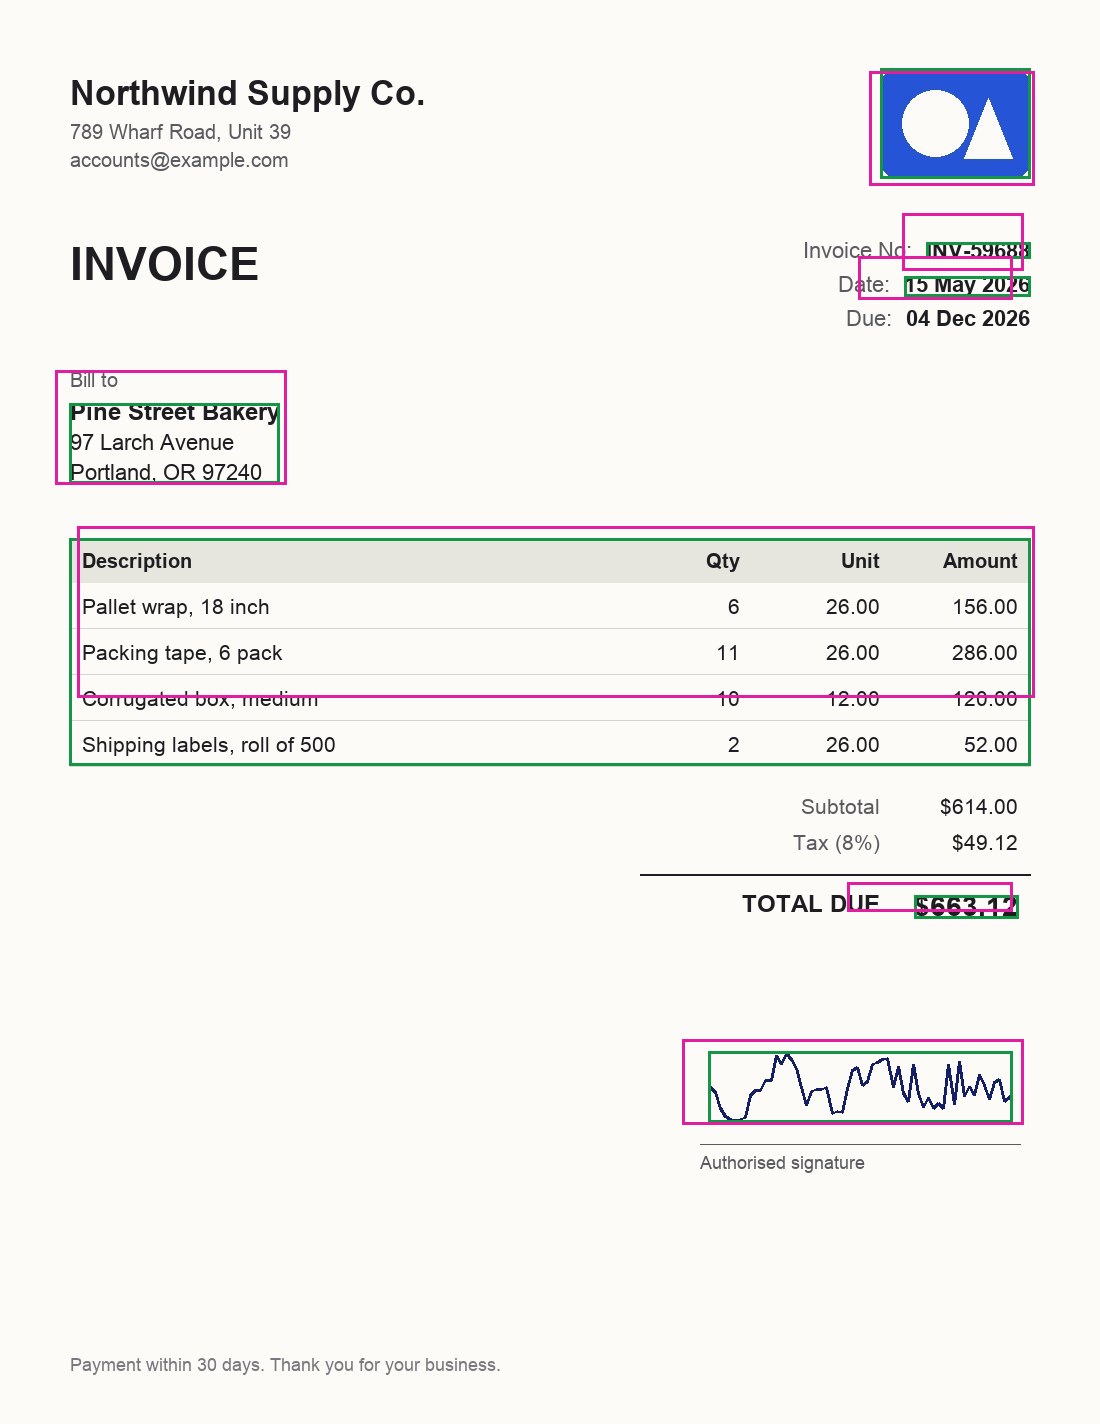 Northwind Supply Co.
789 Wharf Road, Unit 39
accounts@example.com
INVOICE
Invoice No: INV-59688
Date: 15 May 2026
Due: 04 Dec 2026
Bill to
Pine Street Bakery
97 Larch Avenue
Portland, OR 97240
Description Qty Unit Amount
Pallet wrap, 18 inch 6 26.00 156.00
Packing tape, 6 pack 11 26.00 286.00
Corrugated box, medium 10 12.00 120.00
Shipping labels, roll of 500 2 26.00 52.00
Subtotal $614.00
Tax (8%) $49.12
TOTAL DUE $663.12
Authorised signature
Payment within 30 days. Thank you for your business.